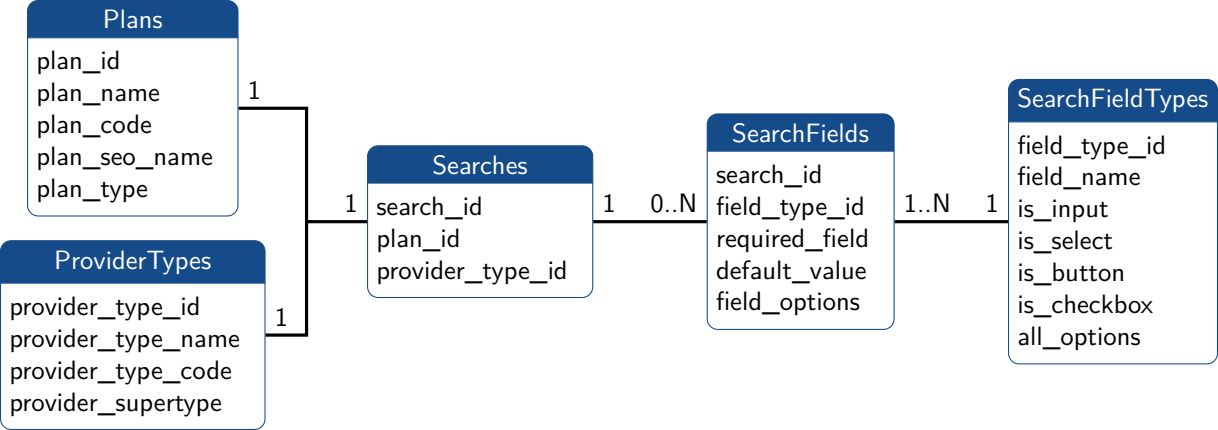 Plans
plan_id
plan_name
plan_code
plan_seo_name
plan_type
1
ProviderTypes
provider_type_id
provider_type_name
provider_type_code
provider_supertype
1
1
Searches
search_id
plan_id
provider_type_id
1
0..N
SearchFields
search_id
field_type_id
required_field
default_value
field_options
1..N
1
SearchFieldTypes
field_type_id
field_name
is_input
is_select
is_button
is_checkbox
all_options